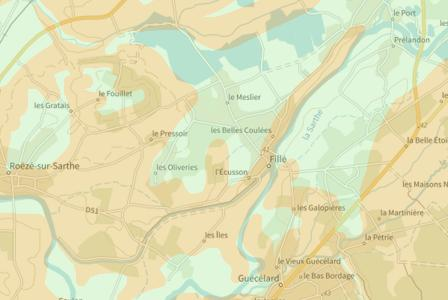 le Port
Prélandon
le Fouillet
le Meslier
les Gratais
la Sarthe
le Pressoir
les Belles Coulées
42
la Belle Étoi
41
Fillé
Roëzé-sur-Sarthe
les Oliveries
l'Écusson
les Maisons N
D51
les Galopières
la Martinière
les Îles
la Pétrie
le Vieux Guécélard
Guécélard
le Bas Bordage